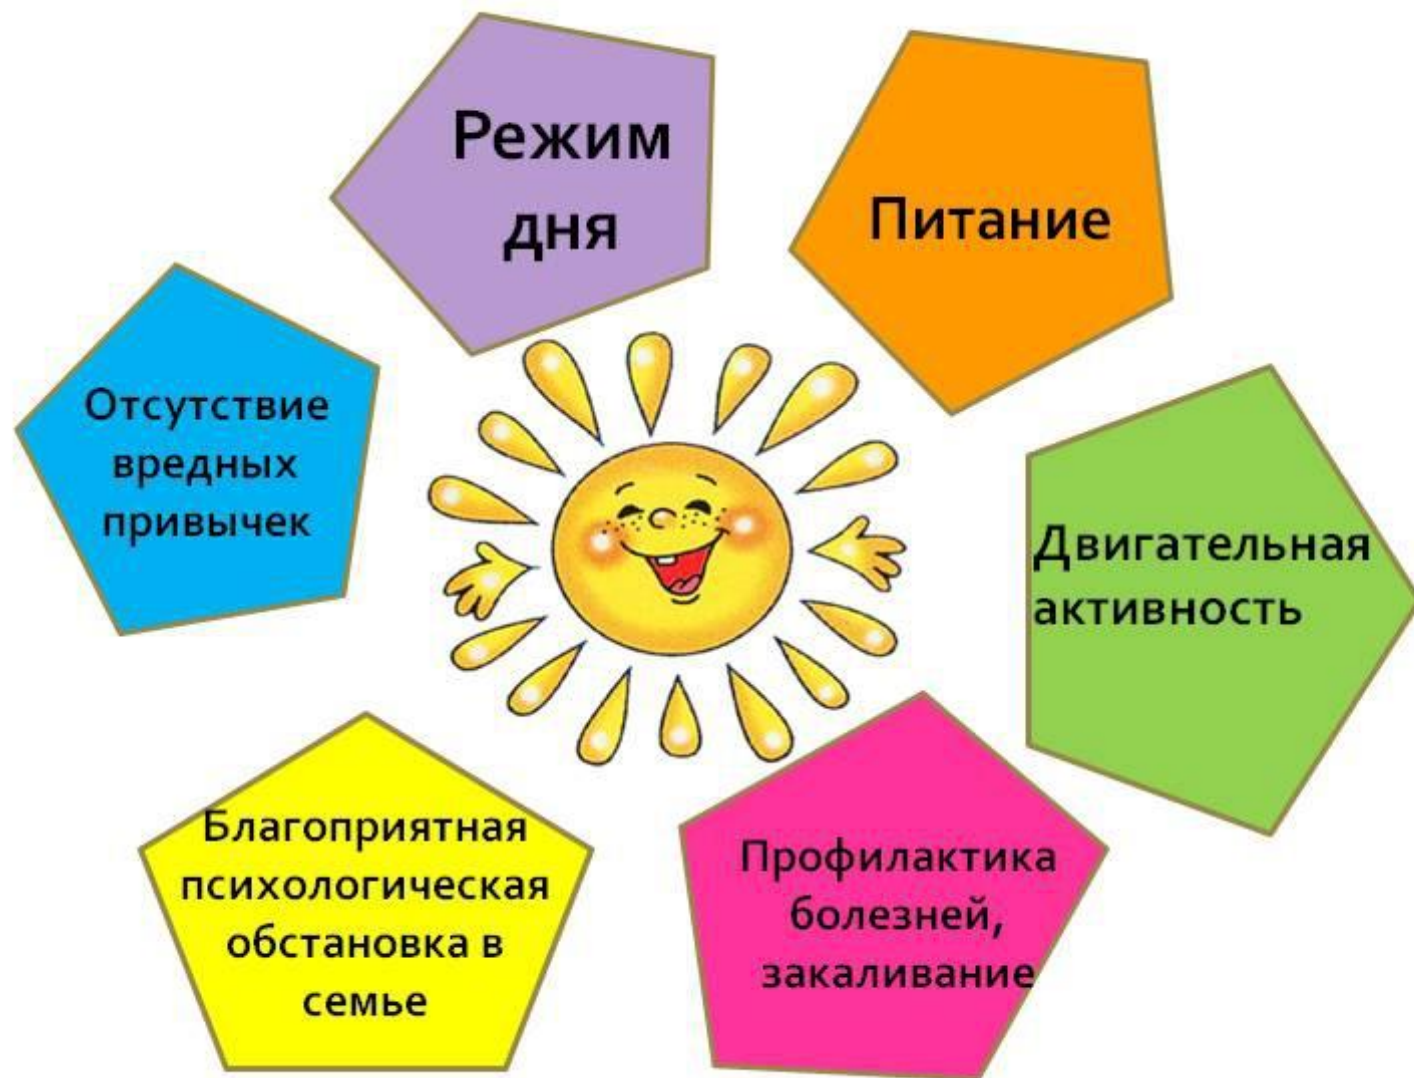 Режим
дня
Питание
Отсутствие
вредных
привычек
Двигательная
активность
Благоприятная
психологическая
обстановка в
семье
Профилактика
болезней,
закаливание